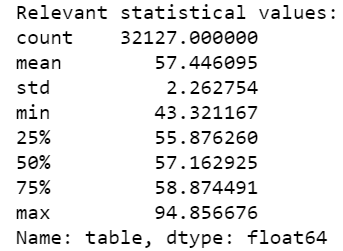 Relevant statistical values:
count 32127.000000
mean 57.446095
std 2.262754
min 43.321167
25% 55.876260
50% 57.162925
75% 58.874491
max 94.856676
Name: table, dtype: float64